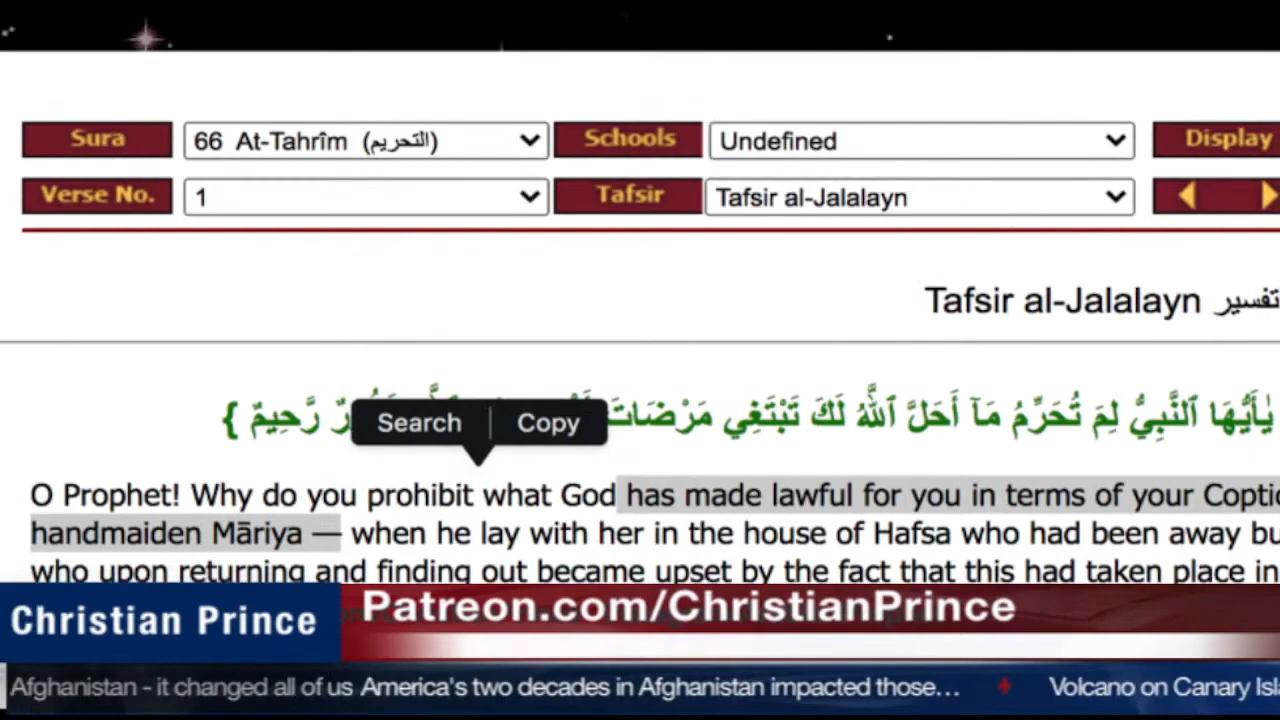 Sura 66 At-Tahrîm (التحريم) Schools Undefined Display
Verse No. 1 Tafsir Tafsir al-Jalalayn
Tafsir al-Jalalayn تفسير
يٰأَيُّهَا ٱلنَّبِيُّ لِمَ تُحَرِّمُ مَآ أَحَلَّ ٱللَّهُ لَكَ تَبْتَغِي مَرْضَاتَ رَّحِيمٌ }
Search Copy
O Prophet! Why do you prohibit what God has made lawful for you in terms of your Coptic
handmaiden Māriya — when he lay with her in the house of Hafsa who had been away bu
who upon returning and finding out became upset by the fact that this had taken place in
Christian Prince
Patreon.com/ChristianPrince
Afghanistan - it changed all of us America's two decades in Afghanistan impacted those... Volcano on Canary Isl